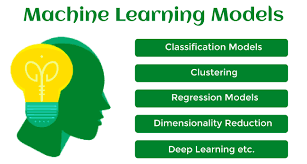 Machine Learning Models
Classification Models
Clustering
Regression Models
Dimensionality Reduction
Deep Learning etc.